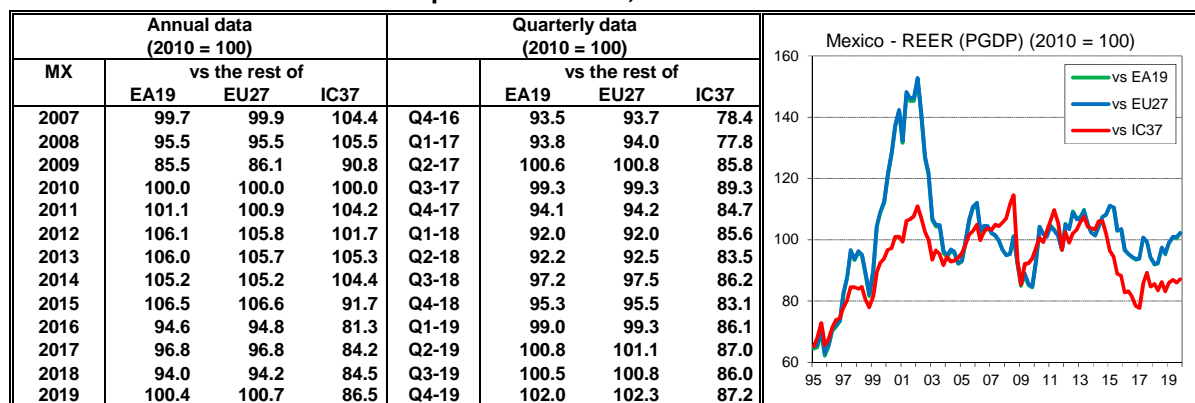 Annual data Quarterly data
(2010 = 100) (2010 = 100)
MX vs the rest of vs the rest of
EA19 EU27 IC37 EA19 EU27 IC37
2007 99.7 99.9 104.4 Q4-16 93.5 93.7 78.4
2008 95.5 95.5 105.5 Q1-17 93.8 94.0 77.8
2009 85.5 86.1 90.8 Q2-17 100.6 100.8 85.8
2010 100.0 100.0 100.0 Q3-17 99.3 99.3 89.3
2011 101.1 100.9 104.2 Q4-17 94.1 94.2 84.7
2012 106.1 105.8 101.7 Q1-18 92.0 92.0 85.6
2013 106.0 105.7 105.3 Q2-18 92.2 92.5 83.5
2014 105.2 105.2 104.4 Q3-18 97.2 97.5 86.2
2015 106.5 106.6 91.7 Q4-18 95.3 95.5 83.1
2016 94.6 94.8 81.3 Q1-19 99.0 99.3 86.1
2017 96.8 96.8 84.2 Q2-19 100.8 101.1 87.0
2018 94.0 94.2 84.5 Q3-19 100.5 100.8 86.0
2019 100.4 100.7 86.5 Q4-19 102.0 102.3 87.2
Mexico - REER (PGDP) (2010 = 100)
160
140
120
100
80
60
vs EA19
vs EU27
vs IC37
95 97 99 01 03 05 07 09 11 13 15 17 19